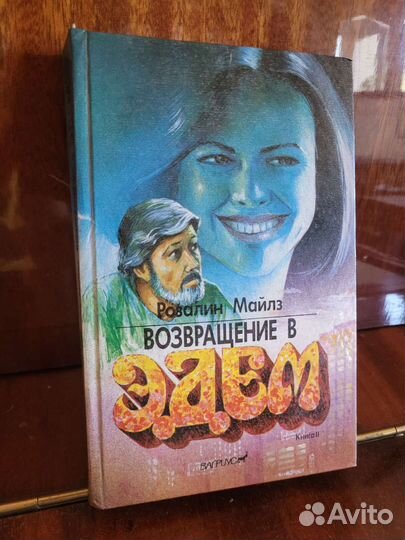 Розалин Майлз
ВОЗВРАЩЕНИЕ В
ЭДЕМ
Книга II
ВАГРИУС
Avito